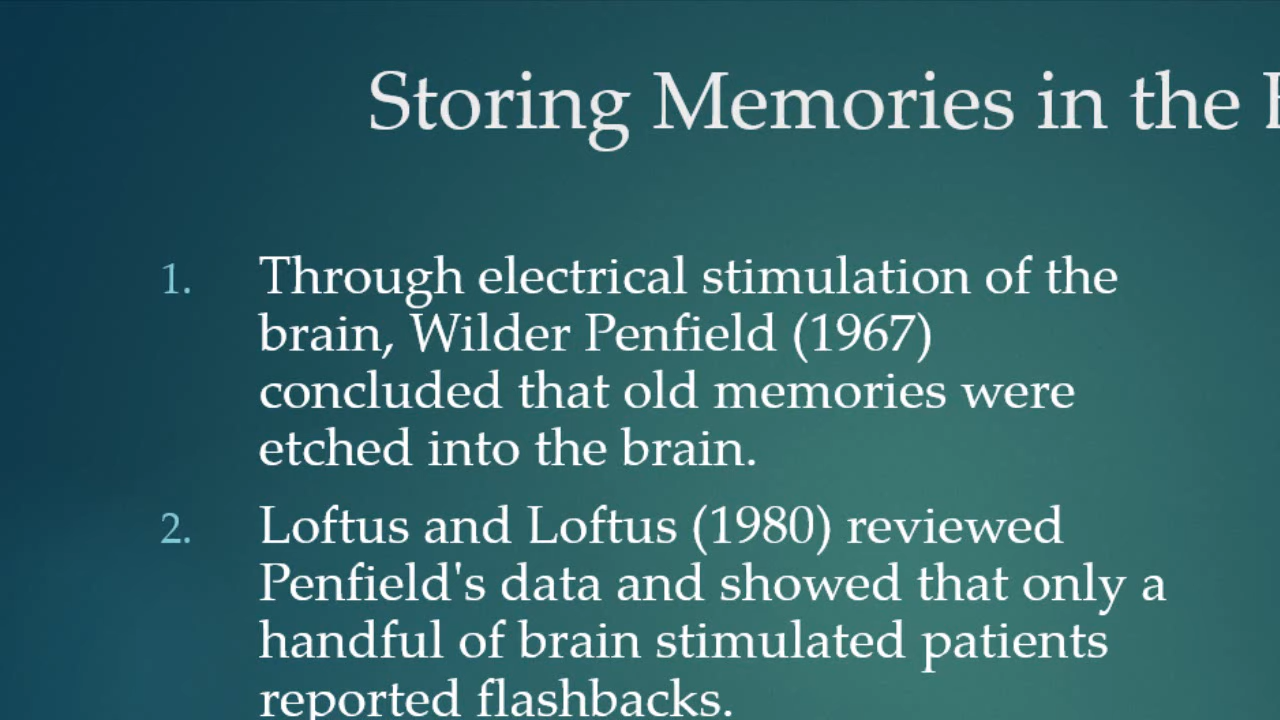 Storing Memories in the
1. Through electrical stimulation of the
brain, Wilder Penfield (1967)
concluded that old memories were
etched into the brain.
2. Loftus and Loftus (1980) reviewed
Penfield's data and showed that only a
handful of brain stimulated patients
reported flashbacks.